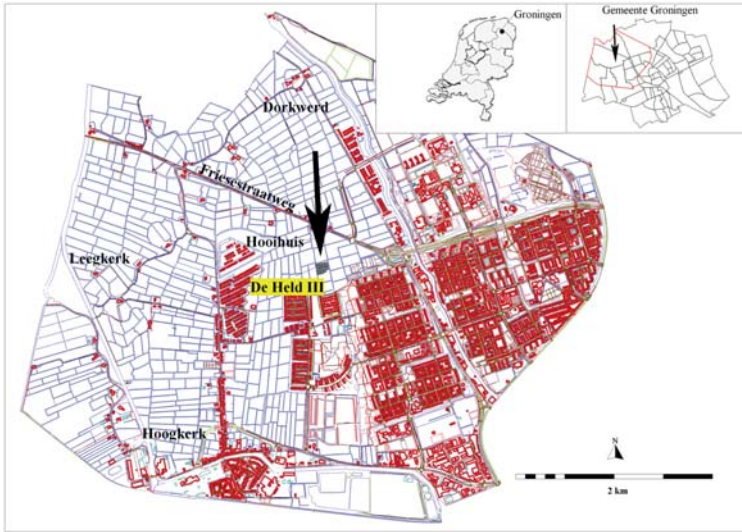 Groningen
Gemeente Groningen
Dorkwerd
Friesestraatweg
Hooihuis
Leegkerk
De Held III
Hoogkerk
N
2 km